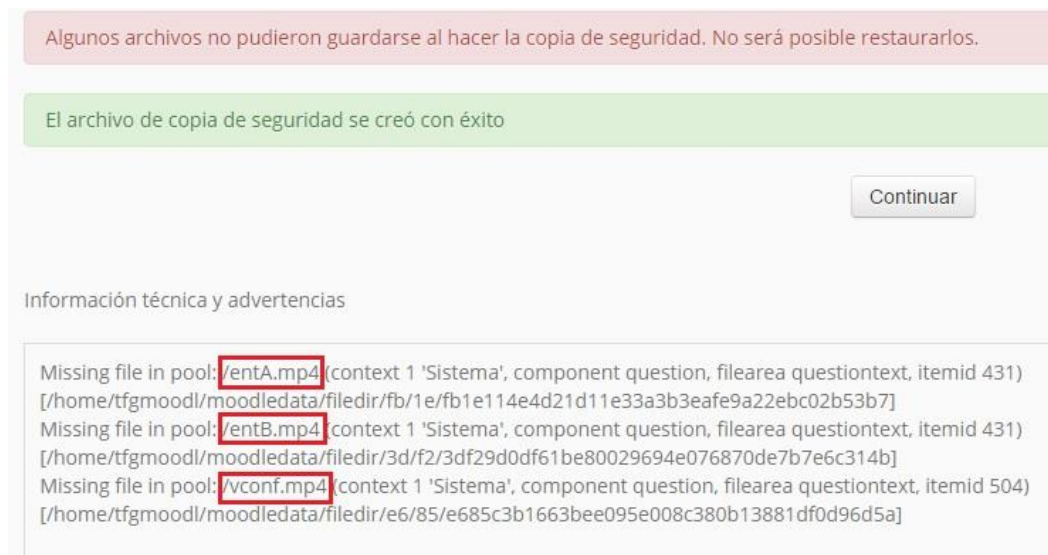 Algunos archivos no pudieron guardarse al hacer la copia de seguridad. No será posible restaurarlos.
El archivo de copia de seguridad se creó con éxito
Continuar
Información técnica y advertencias
Missing file in pool: /entA.mp4 (context 1 'Sistema', component question, filearea questiontext, itemid 431)
[/home/tfgmoodl/moodledata/filedir/fb/1e/fb1e114e4d21d11e33a3b3eafe9a22ebc02b53b7]
Missing file in pool: /entB.mp4 (context 1 'Sistema', component question, filearea questiontext, itemid 431)
[/home/tfgmoodl/moodledata/filedir/3d/f2/3df29d0df61be80029694e076870de7b7e6c314b]
Missing file in pool: /vconf.mp4 (context 1 'Sistema', component question, filearea questiontext, itemid 504)
[/home/tfgmoodl/moodledata/filedir/e6/85/e685c3b1663bee095e008c380b13881df0d96d5a]